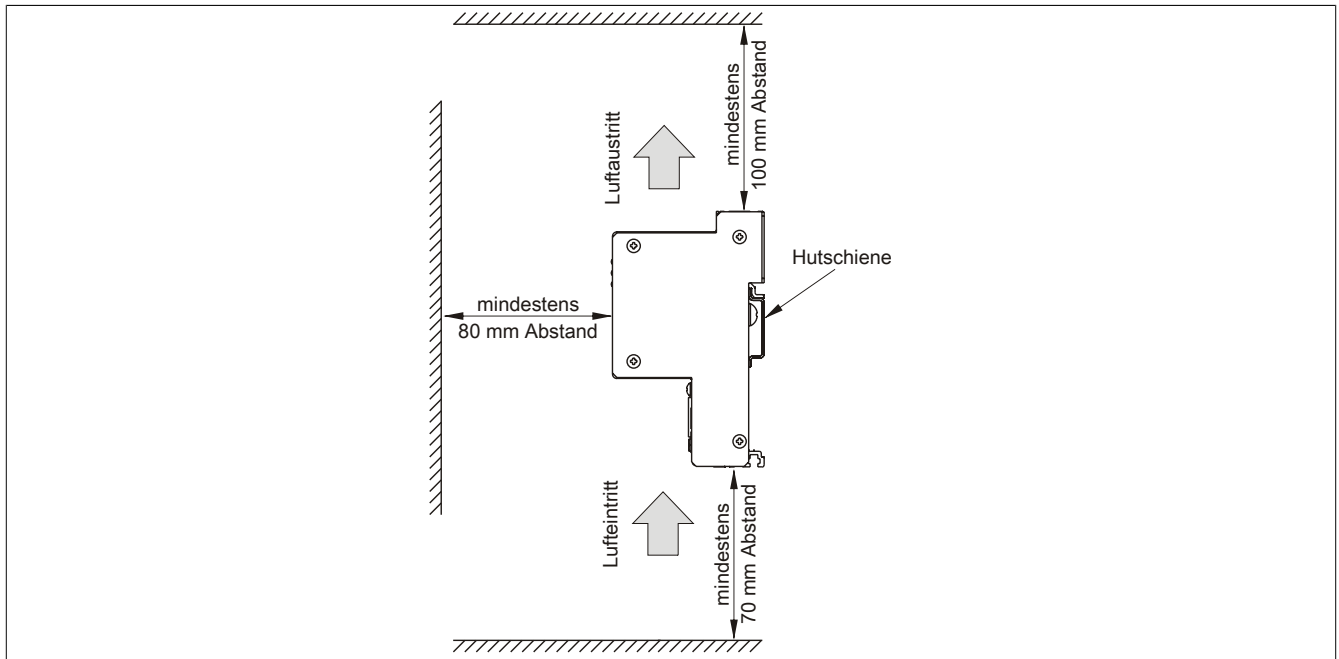 mindestens
100 mm Abstand
Luftaustritt
Hutschiene
mindestens
80 mm Abstand
Lufteintritt
mindestens
70 mm Abstand